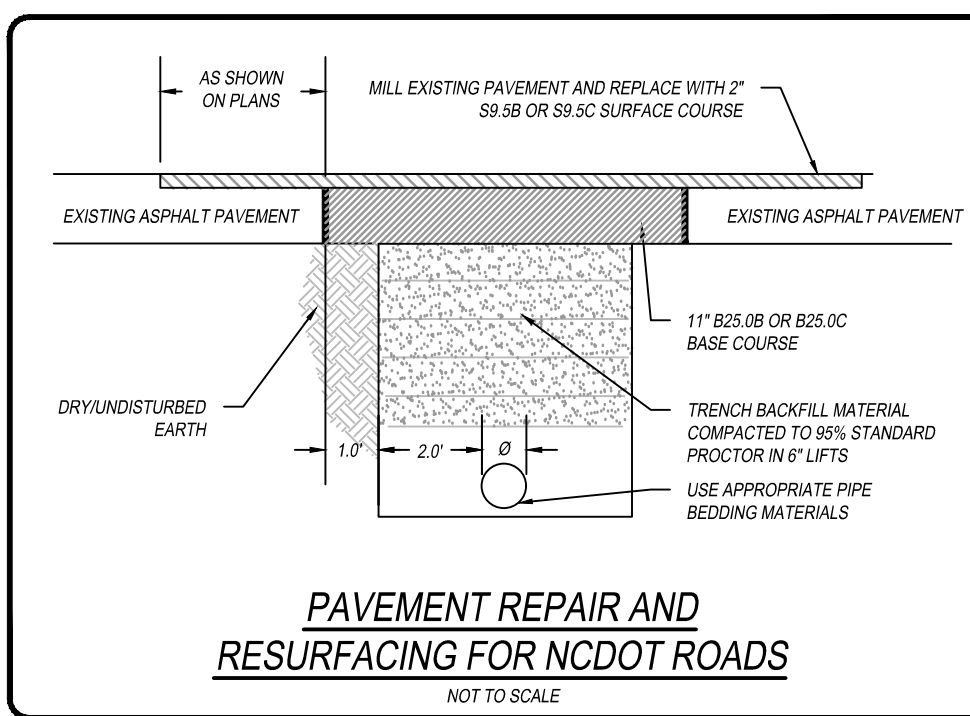 AS SHOWN
ON PLANS
MILL EXISTING PAVEMENT AND REPLACE WITH 2"
S9.5B OR S9.5C SURFACE COURSE
EXISTING ASPHALT PAVEMENT
EXISTING ASPHALT PAVEMENT
11" B25.0B OR B25.0C
BASE COURSE
DRY/UNDISTURBED
EARTH
TRENCH BACKFILL MATERIAL
COMPACTED TO 95% STANDARD
PROCTOR IN 6" LIFTS
1.0'
2.0'
Ø
USE APPROPRIATE PIPE
BEDDING MATERIALS
PAVEMENT REPAIR AND
RESURFACING FOR NCDOT ROADS
NOT TO SCALE